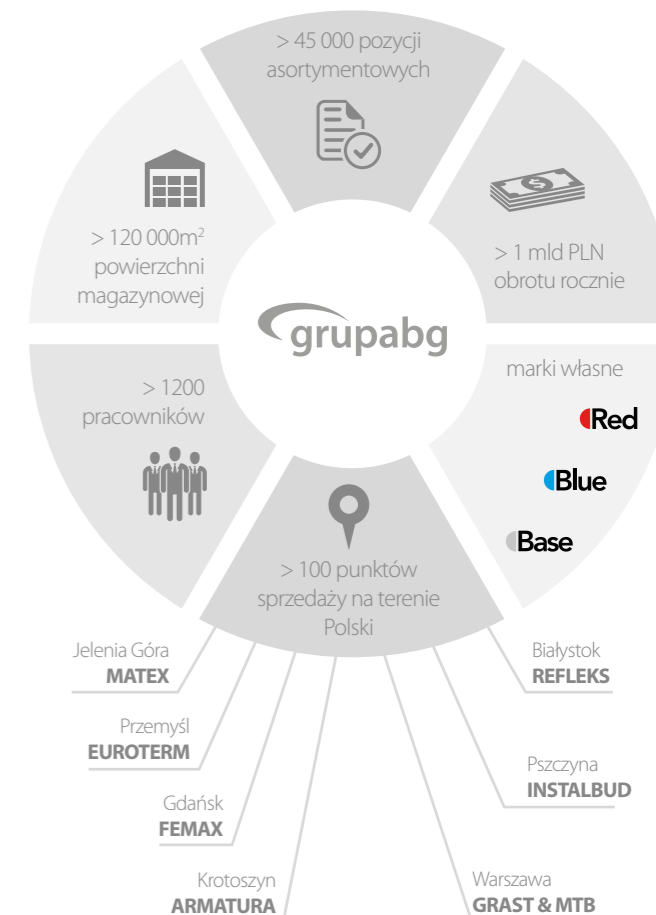 > 45 000 pozycji
asortymentowych
> 120 000m²
powierzchni
magazynowej
> 1 mld PLN
obrotu rocznie
grupabg
> 1200
pracowników
marki własne
Red
Blue
Base
> 100 punktów
sprzedaży na terenie
Polski
Jelenia Góra
MATEX
Białystok
REFLEKS
Przemyśl
EUROTERM
Pszczyna
INSTALBUD
Gdańsk
FEMAX
Krotoszyn
ARMATURA
Warszawa
GRAST & MTB